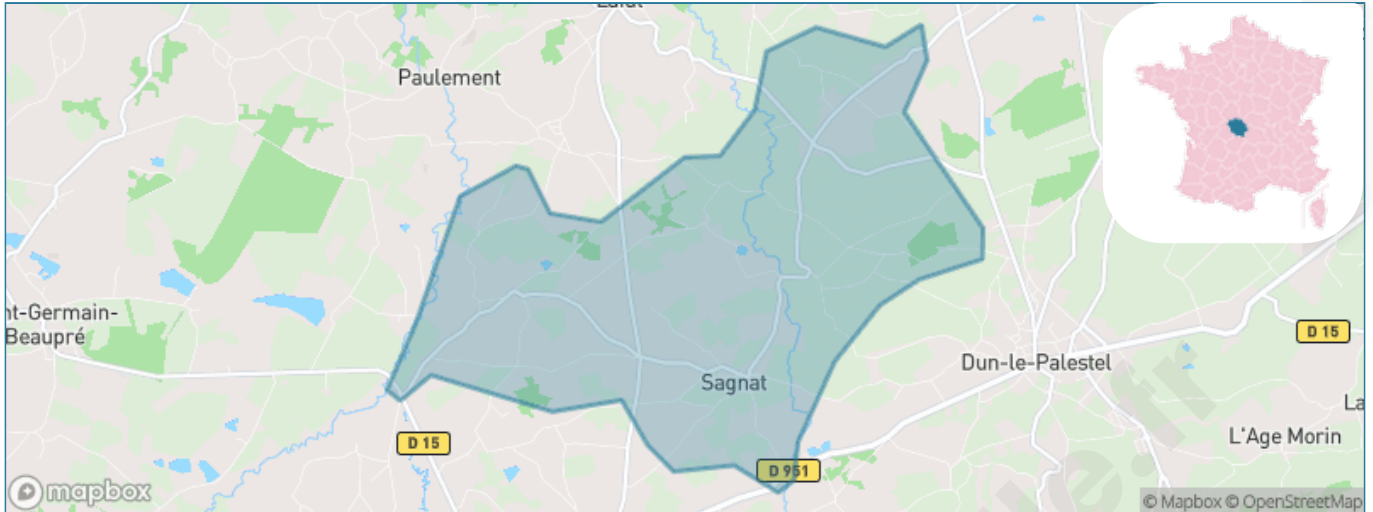 Paulement
nt-Germain-
Beaupré
D 15
Dun-le-Palestel
Sagnat
La
D 15
L'Age Morin
D 951
mapbox
© Mapbox © OpenStreetMap